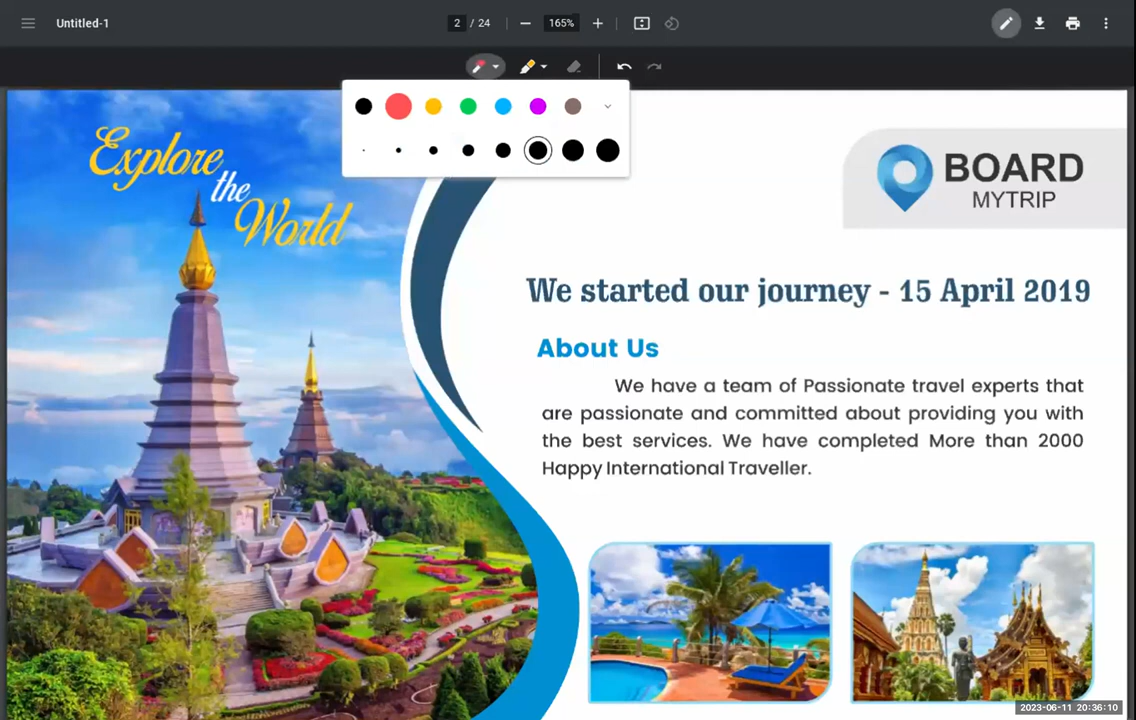 Untitled-1
2 / 24
165%
Explore
the
World
BOARD
MYTRIP
We started our journey - 15 April 2019
About Us
We have a team of Passionate travel experts that
are passionate and committed about providing you with
the best services. We have completed More than 2000
Happy International Traveller.
2023-06-11 20:36:10